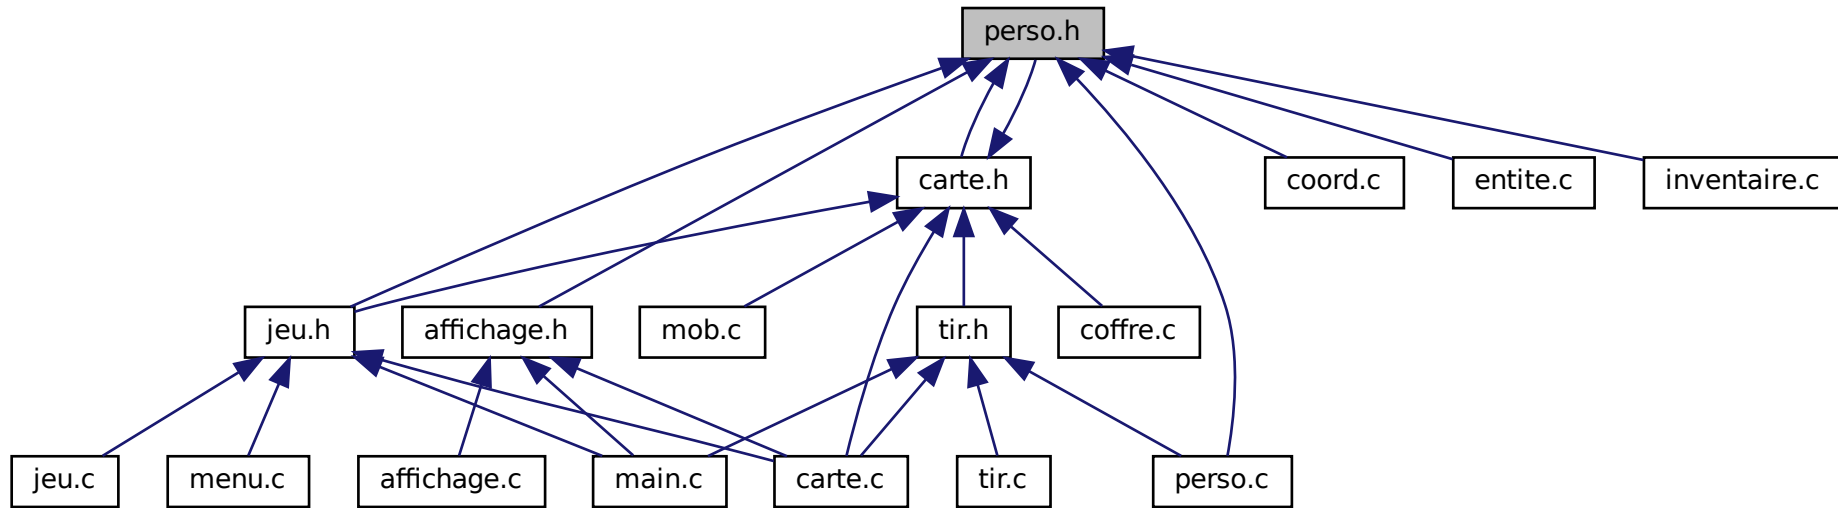 perso.h
carte.h
coord.c
entite.c
inventaire.c
jeu.h
affichage.h
mob.c
tir.h
coffre.c
jeu.c
menu.c
affichage.c
main.c
carte.c
tir.c
perso.c